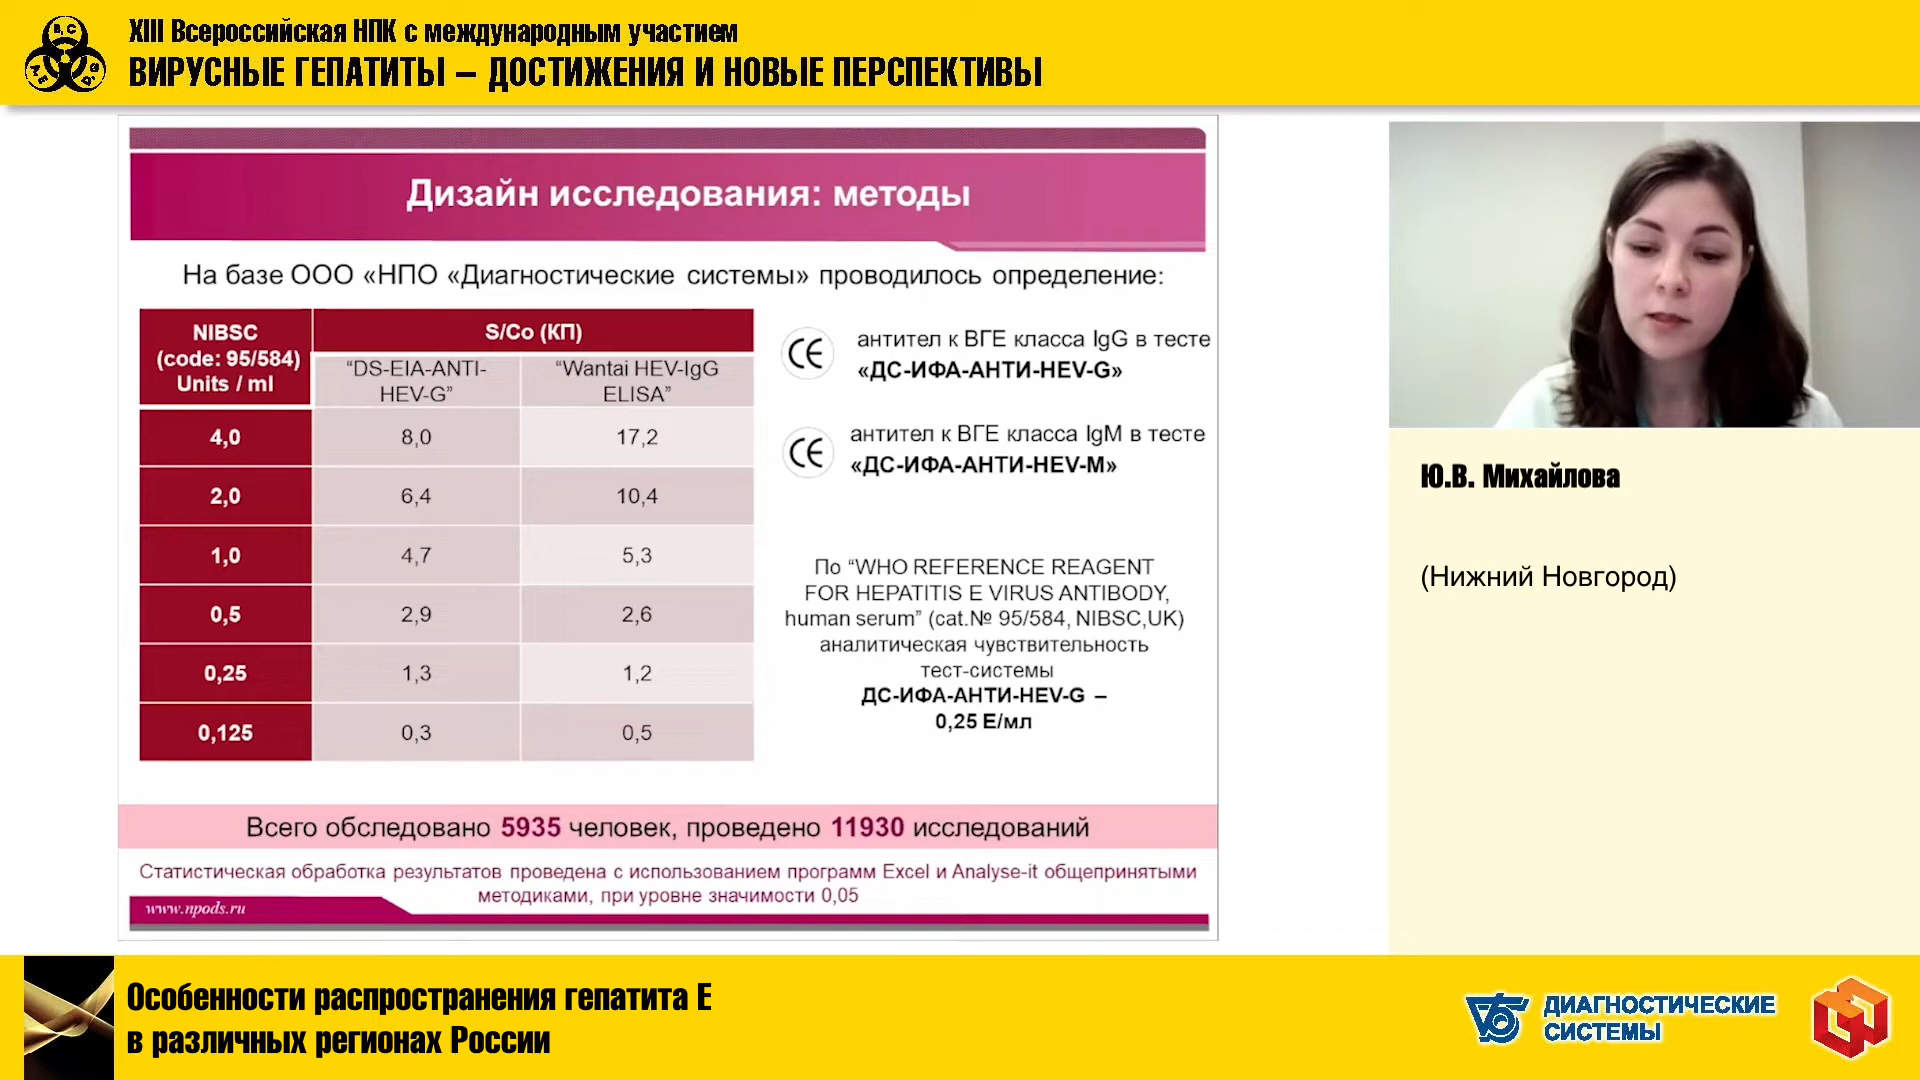 XIII Всероссийская НПК с международным участием
ВИРУСНЫЕ ГЕПАТИТЫ – ДОСТИЖЕНИЯ И НОВЫЕ ПЕРСПЕКТИВЫ
Дизайн исследования: методы
На базе ООО «НПО «Диагностические системы» проводилось определение:
NIBSC
(code: 95/584)
Units / ml
S/Co (КП)
“DS-EIA-ANTI-
HEV-G”
“Wantai HEV-IgG
ELISA”
4,0 8,0 17,2
2,0 6,4 10,4
1,0 4,7 5,3
0,5 2,9 2,6
0,25 1,3 1,2
0,125 0,3 0,5
CE
антител к ВГЕ класса IgG в тесте
«ДС-ИФА-АНТИ-HEV-G»
CE
антител к ВГЕ класса IgM в тесте
«ДС-ИФА-АНТИ-HEV-M»
По “WHO REFERENCE REAGENT
FOR HEPATITIS E VIRUS ANTIBODY,
human serum” (cat.№ 95/584, NIBSC,UK)
аналитическая чувствительность
тест-системы
ДС-ИФА-АНТИ-HEV-G –
0,25 Е/мл
Всего обследовано 5935 человек, проведено 11930 исследований
Статистическая обработка результатов проведена с использованием программ Excel и Analyse-it общепринятыми
методиками, при уровне значимости 0,05
www.npods.ru
Ю.В. Михайлова
(Нижний Новгород)
Особенности распространения гепатита Е
в различных регионах России
ДИАГНОСТИЧЕСКИЕ
СИСТЕМЫ